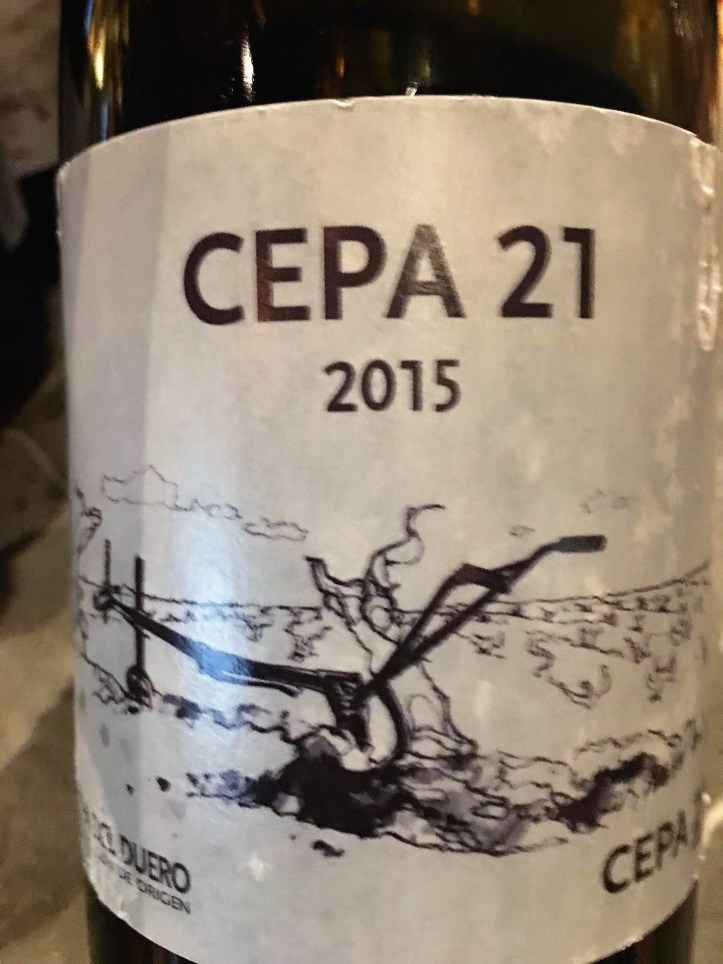 CEPA 21
2015
DEL DUERO
DE ORIGEN
CEPA